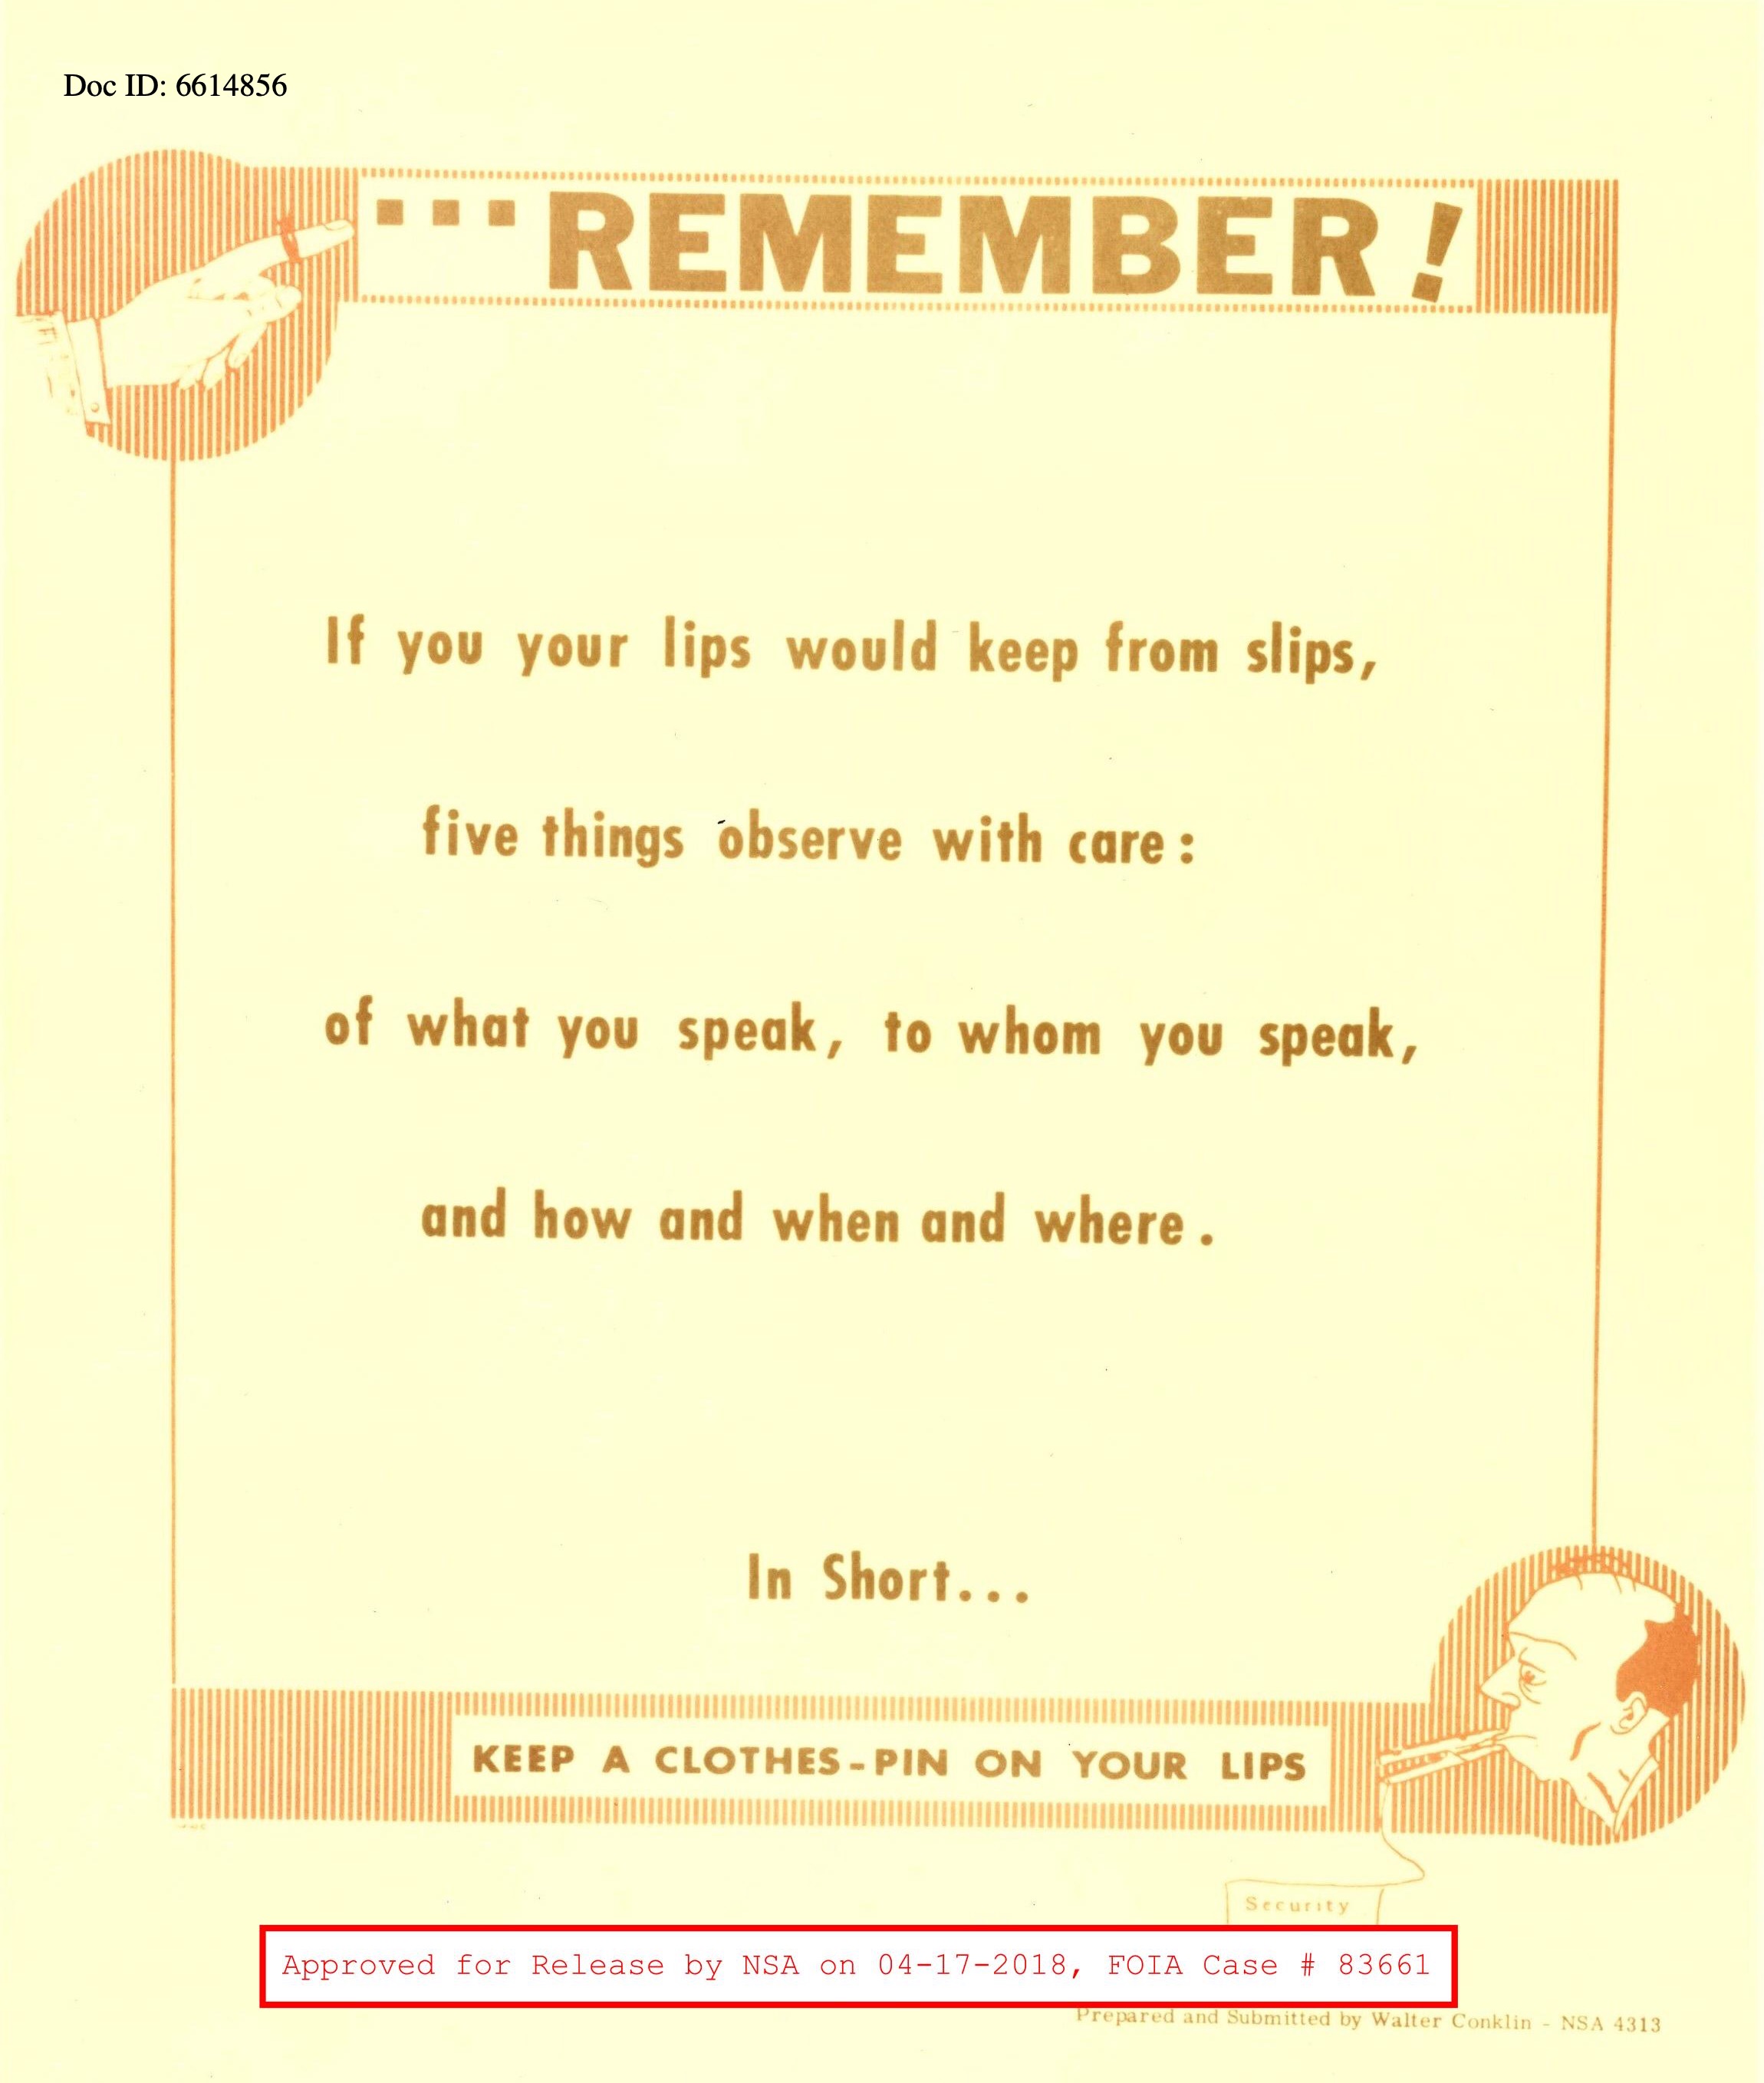 Doc ID: 6614856
...REMEMBER!
If you your lips would keep from slips,
five things observe with care:
of what you speak, to whom you speak,
and how and when and where.
In Short...
KEEP A CLOTHES-PIN ON YOUR LIPS
Security
Approved for Release by NSA on 04-17-2018, FOIA Case # 83661
Prepared and Submitted by Walter Conklin - NSA 4313